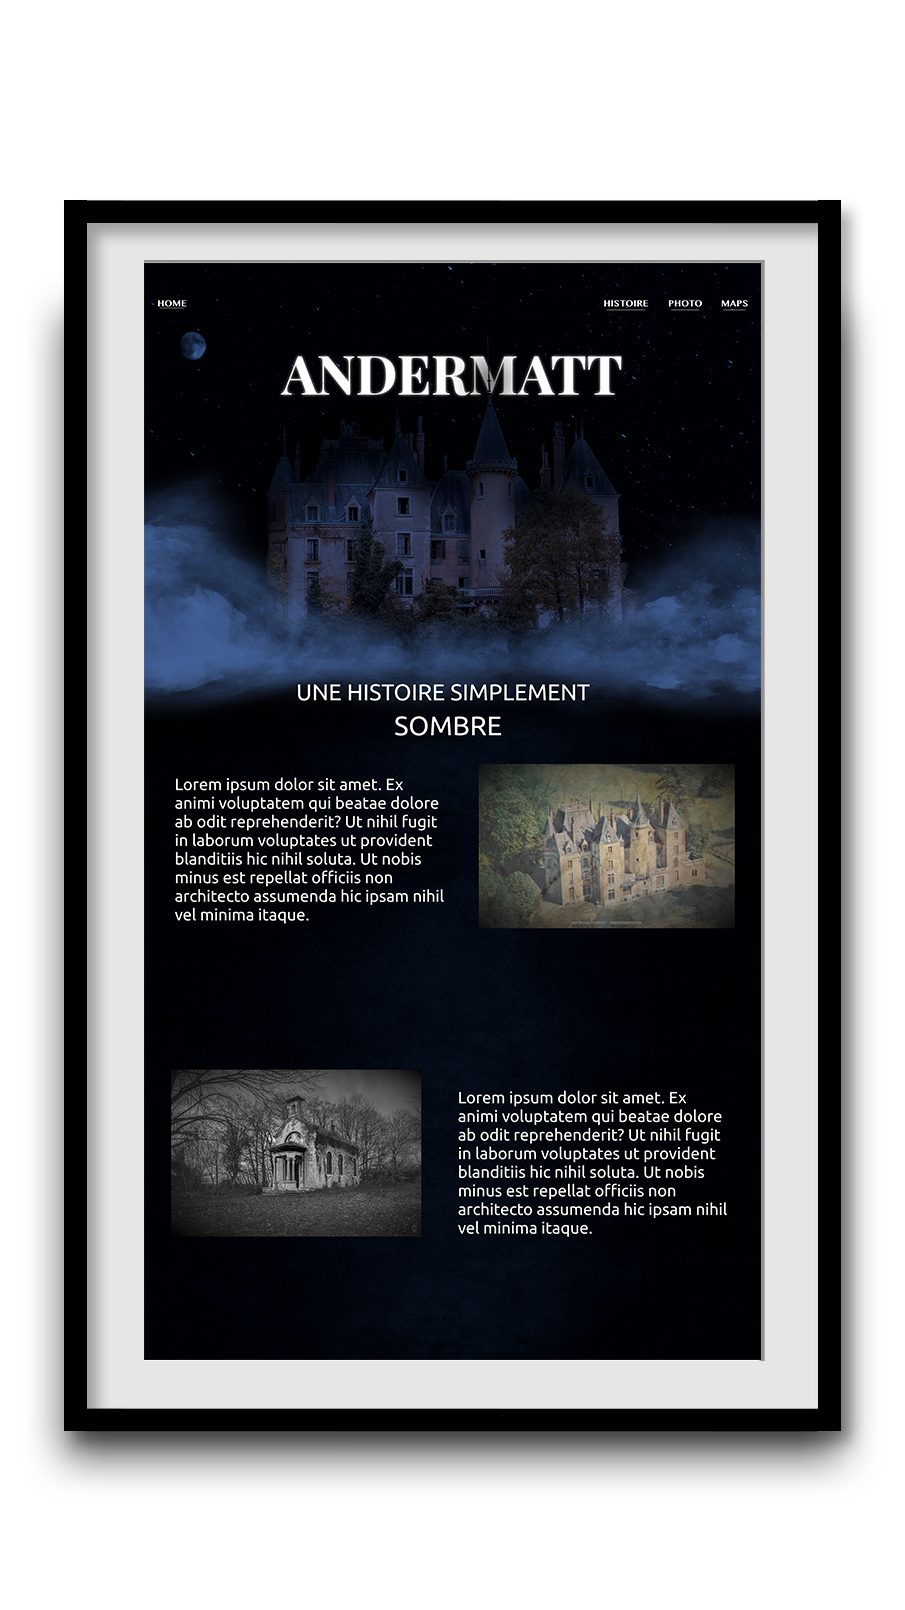 HOME HISTOIRE PHOTO MAPS
ANDERMATT
UNE HISTOIRE SIMPLEMENT
SOMBRE
Lorem ipsum dolor sit amet. Ex
animi voluptatem qui beatae dolore
ab odit reprehenderit? Ut nihil fugit
in laborum voluptates ut provident
blanditiis hic nihil soluta. Ut nobis
minus est repellat officiis non
architecto assumenda hic ipsam nihil
vel minima itaque.
Lorem ipsum dolor sit amet. Ex
animi voluptatem qui beatae dolore
ab odit reprehenderit? Ut nihil fugit
in laborum voluptates ut provident
blanditiis hic nihil soluta. Ut nobis
minus est repellat officiis non
architecto assumenda hic ipsam nihil
vel minima itaque.